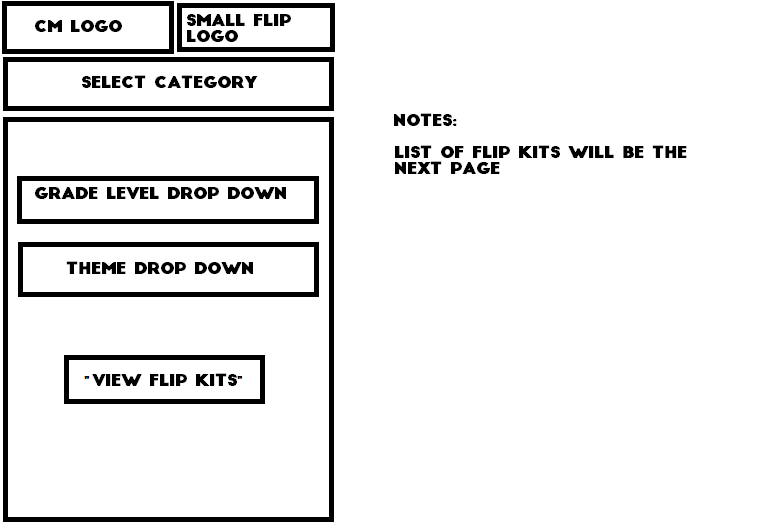 CM LOGO
SMALL FLIP
LOGO
SELECT CATEGORY
GRADE LEVEL DROP DOWN
THEME DROP DOWN
"VIEW FLIP KITS"
NOTES:
LIST OF FLIP KITS WILL BE THE
NEXT PAGE